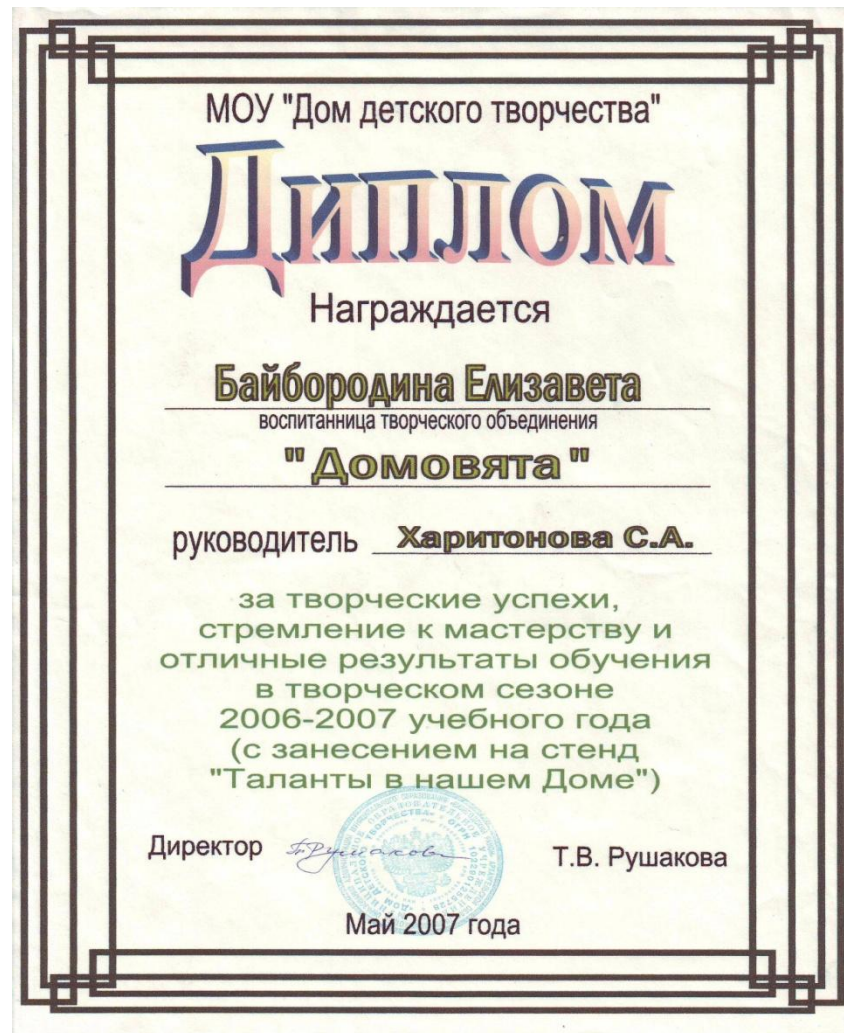 МОУ "Дом детского творчества"
Диплом
Награждается
Байбородина Елизавета
воспитанница творческого объединения
"Домовята"
руководитель Харитонова С.А.
за творческие успехи,
стремление к мастерству и
отличные результаты обучения
в творческом сезоне
2006-2007 учебного года
(с занесением на стенд
"Таланты в нашем Доме")
Директор Т.В. Рушакова
Май 2007 года